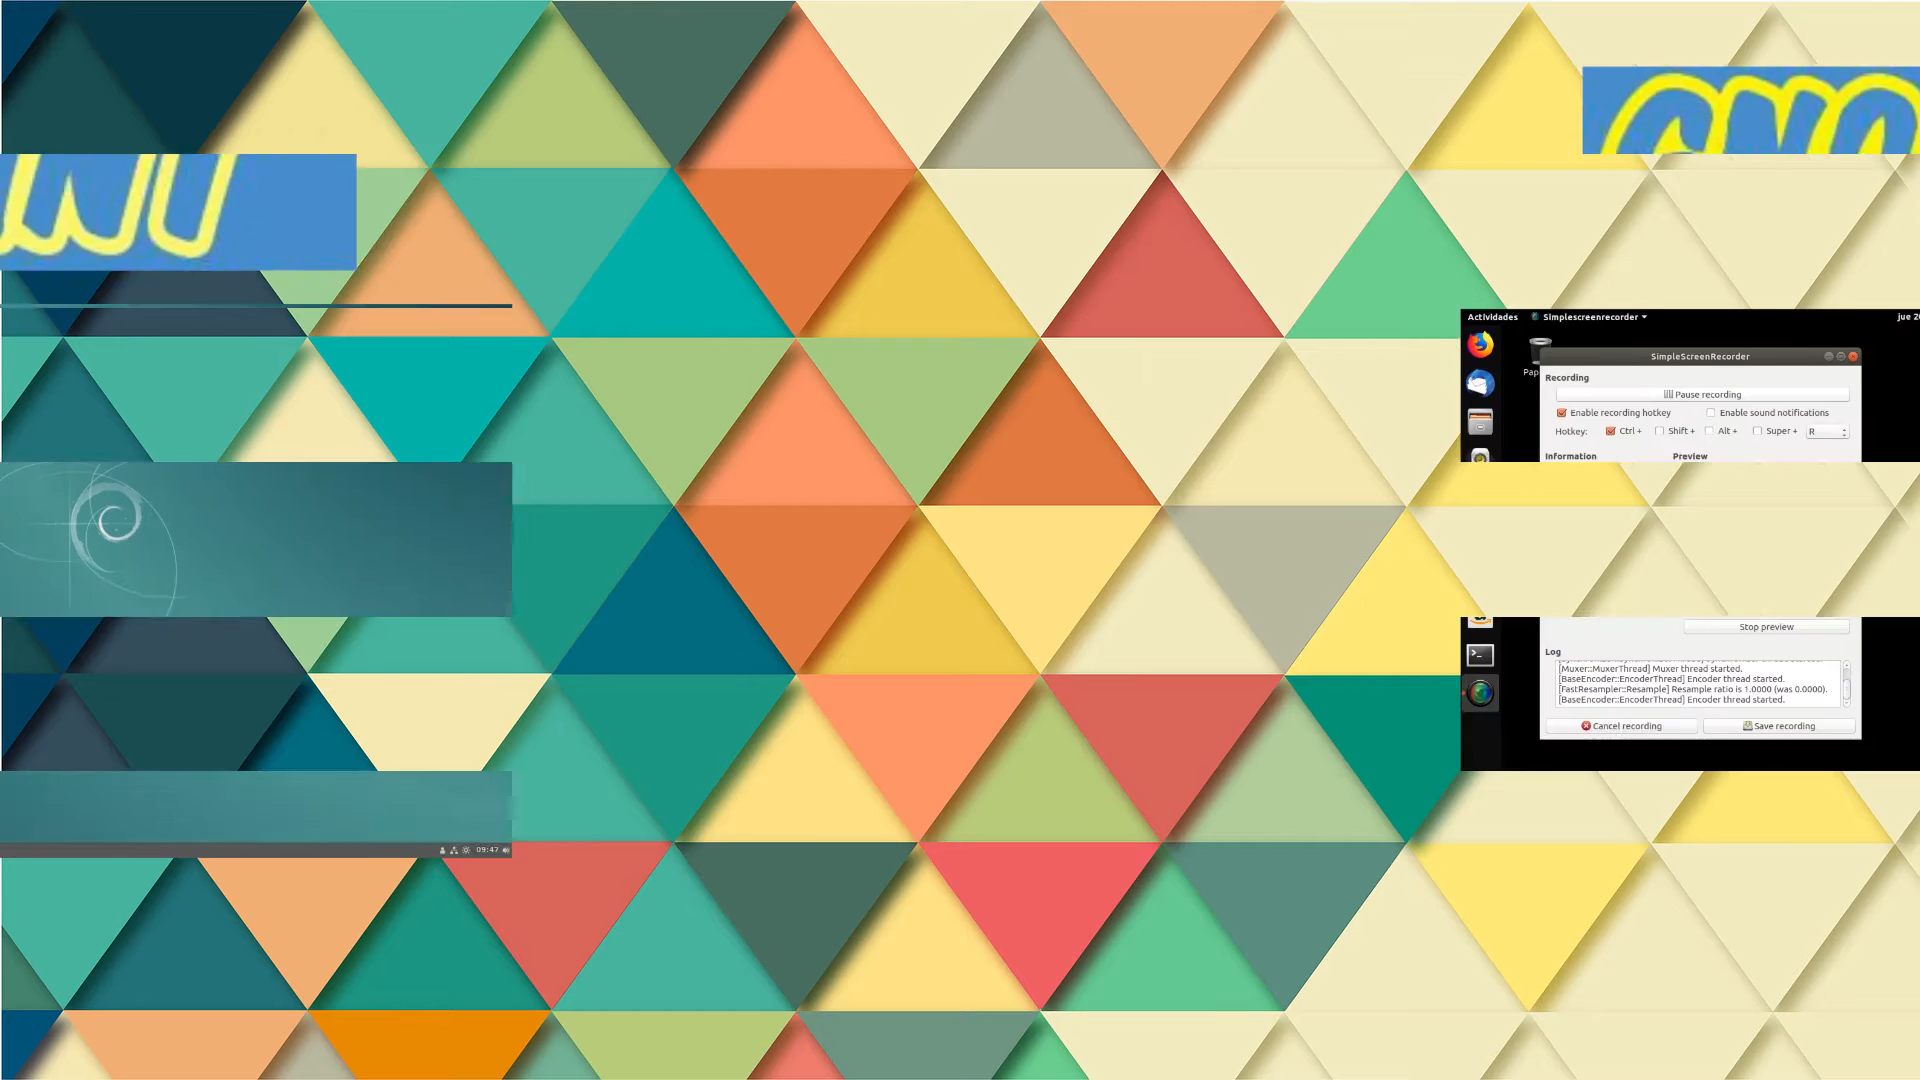 Actividades Simplescreenrecorder
SimpleScreenRecorder
Recording
Pause recording
Enable recording hotkey Enable sound notifications
Hotkey: Ctrl + Shift + Alt + Super + R
Information Preview
Stop preview
Log
[Muxer::MuxerThread] Muxer thread started.
[BaseEncoder::EncoderThread] Encoder thread started.
[FastResampler::Resample] Resample ratio is 1.0000 (was 0.0000).
[BaseEncoder::EncoderThread] Encoder thread started.
Cancel recording Save recording
09:47